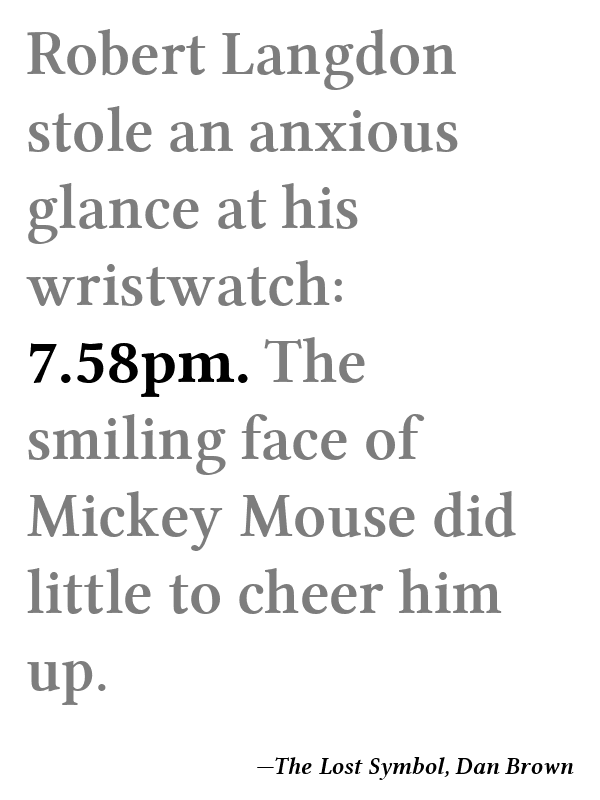 Robert Langdon
stole an anxious
glance at his
wristwatch:
7.58pm. The
smiling face of
Mickey Mouse did
little to cheer him
up.
—The Lost Symbol, Dan Brown